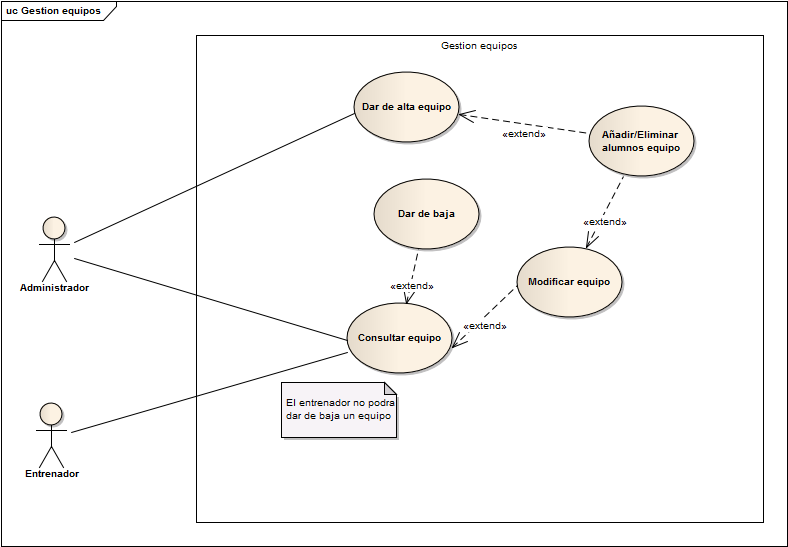 uc Gestion equipos
Gestion equipos
Dar de alta equipo
«extend»
Añadir/Eliminar
alumnos equipo
Dar de baja
«extend»
«extend»
Modificar equipo
Administrador
Consultar equipo
«extend»
El entrenador no podra
dar de baja un equipo
Entrenador